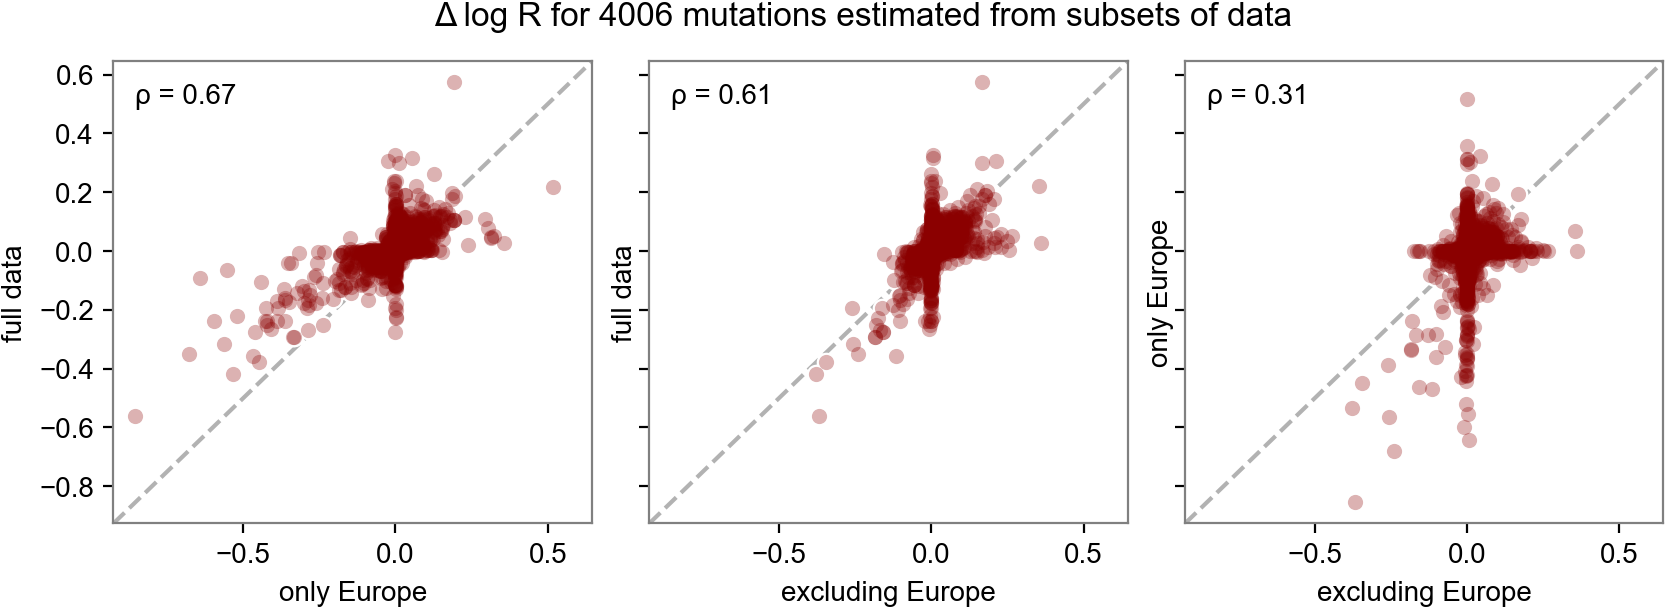 Δ log R for 4006 mutations estimated from subsets of data
ρ = 0.67
0.6
0.4
0.2
0.0
−0.2
−0.4
−0.6
−0.8
full data
−0.5
0.0
0.5
only Europe
ρ = 0.61
full data
−0.5
0.0
0.5
excluding Europe
ρ = 0.31
only Europe
−0.5
0.0
0.5
excluding Europe